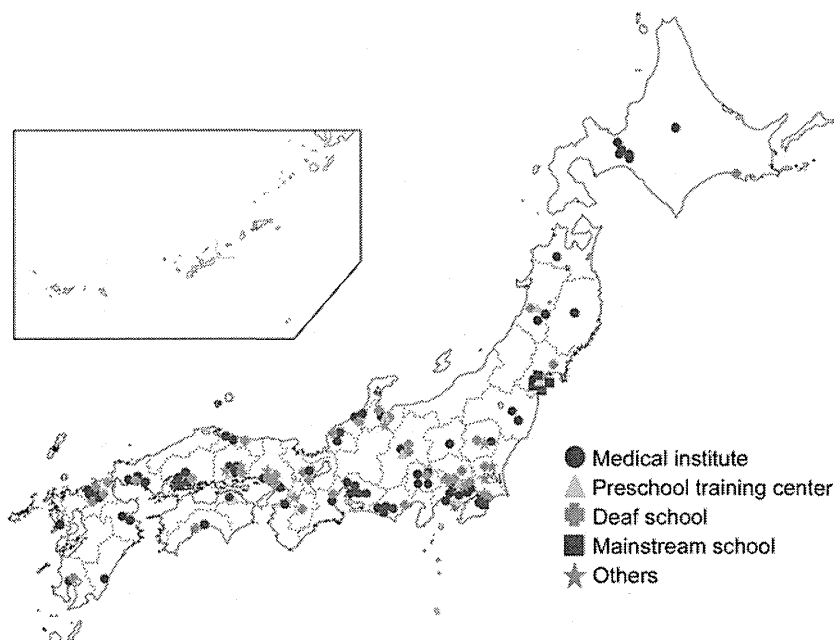 Medical institute
Preschool training center
Deaf school
Mainstream school
Others